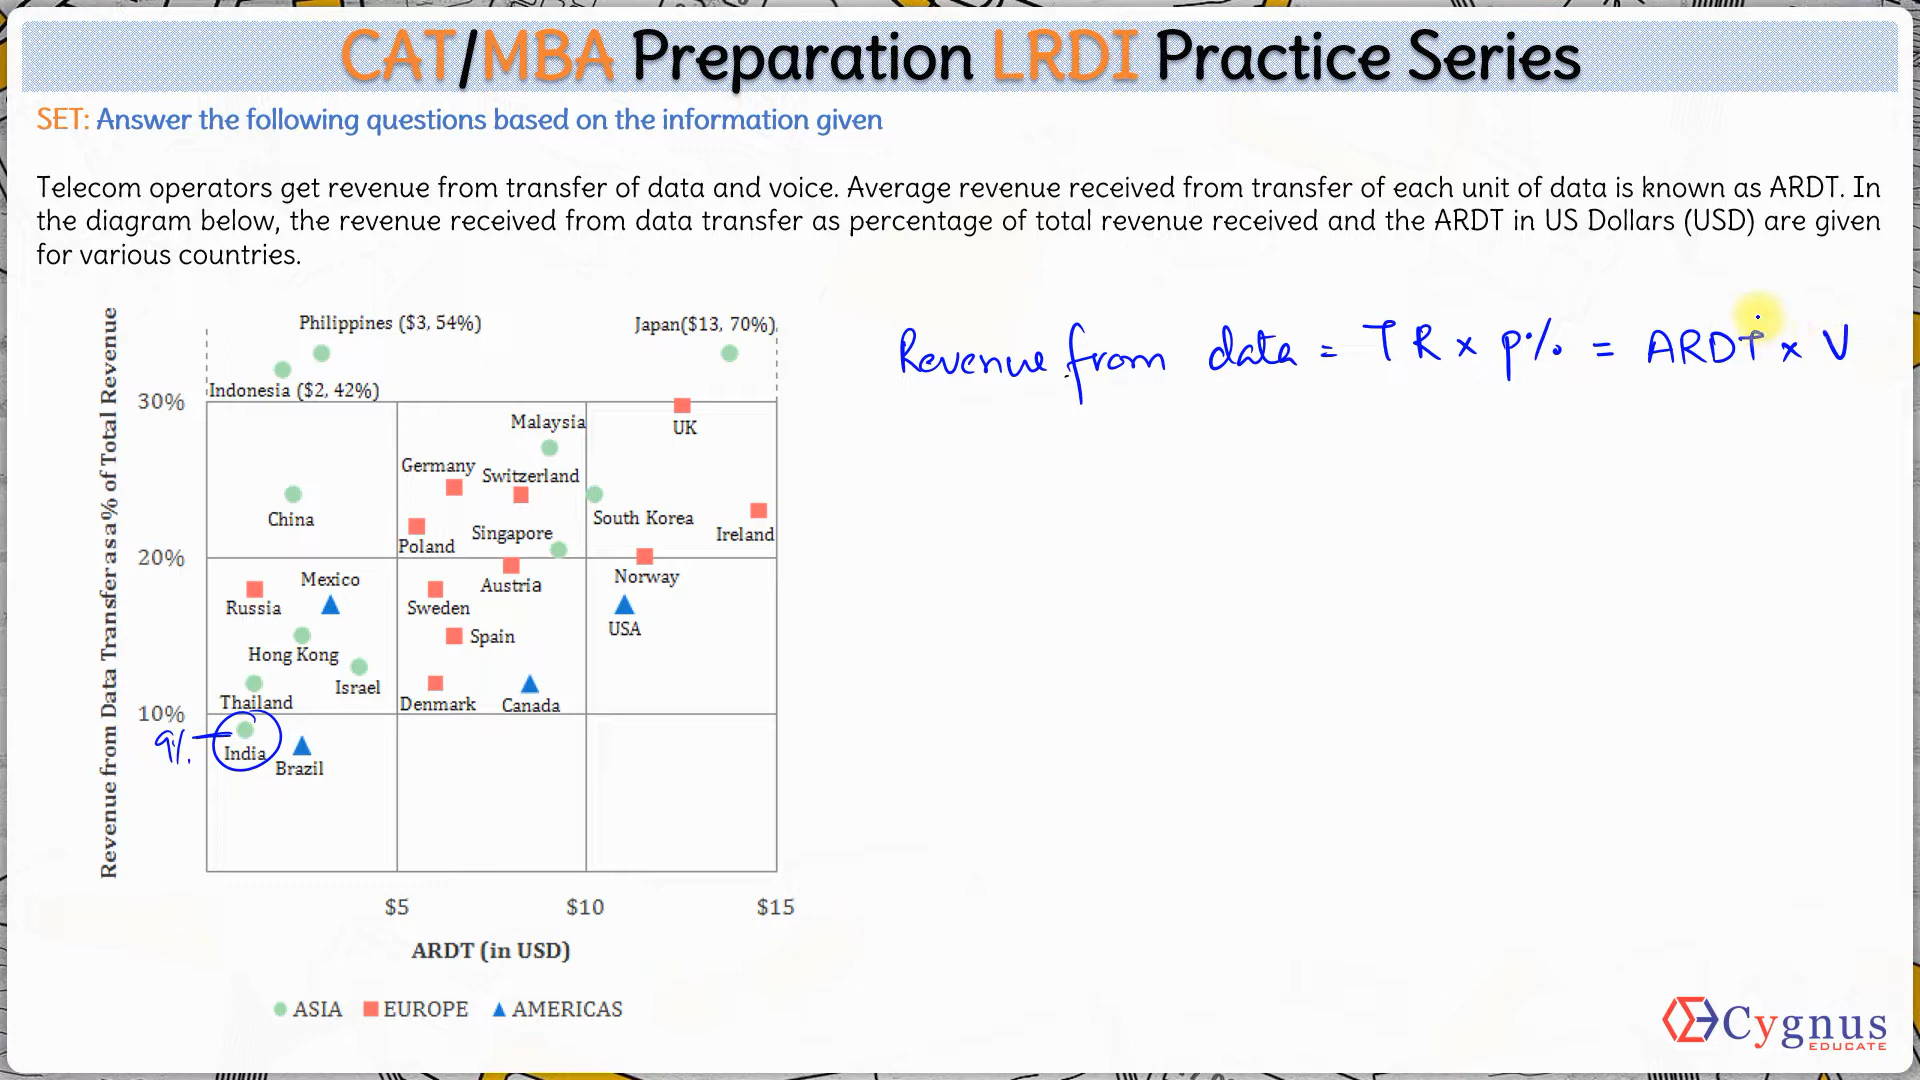 CAT/MBA Preparation LRDI Practice Series
SET: Answer the following questions based on the information given
Telecom operators get revenue from transfer of data and voice. Average revenue received from transfer of each unit of data is known as ARDT. In
the diagram below, the revenue received from data transfer as percentage of total revenue received and the ARDT in US Dollars (USD) are given
for various countries.
Revenue from Data Transfer as a % of Total Revenue
Philippines ($3, 54%)
Japan($13, 70%)
Indonesia ($2, 42%)
30%
Malaysia
UK
Germany
Switzerland
China
South Korea
Singapore
Ireland
Poland
20%
Mexico
Norway
Austria
Russia
Sweden
USA
Spain
Hong Kong
Israel
Thailand
Denmark
Canada
10%
9%
India
Brazil
$5
$10
$15
ARDT (in USD)
ASIA
EUROPE
AMERICAS
Revenue from data = TR x P% = ARDT x V
Cygnus
EDUCATE